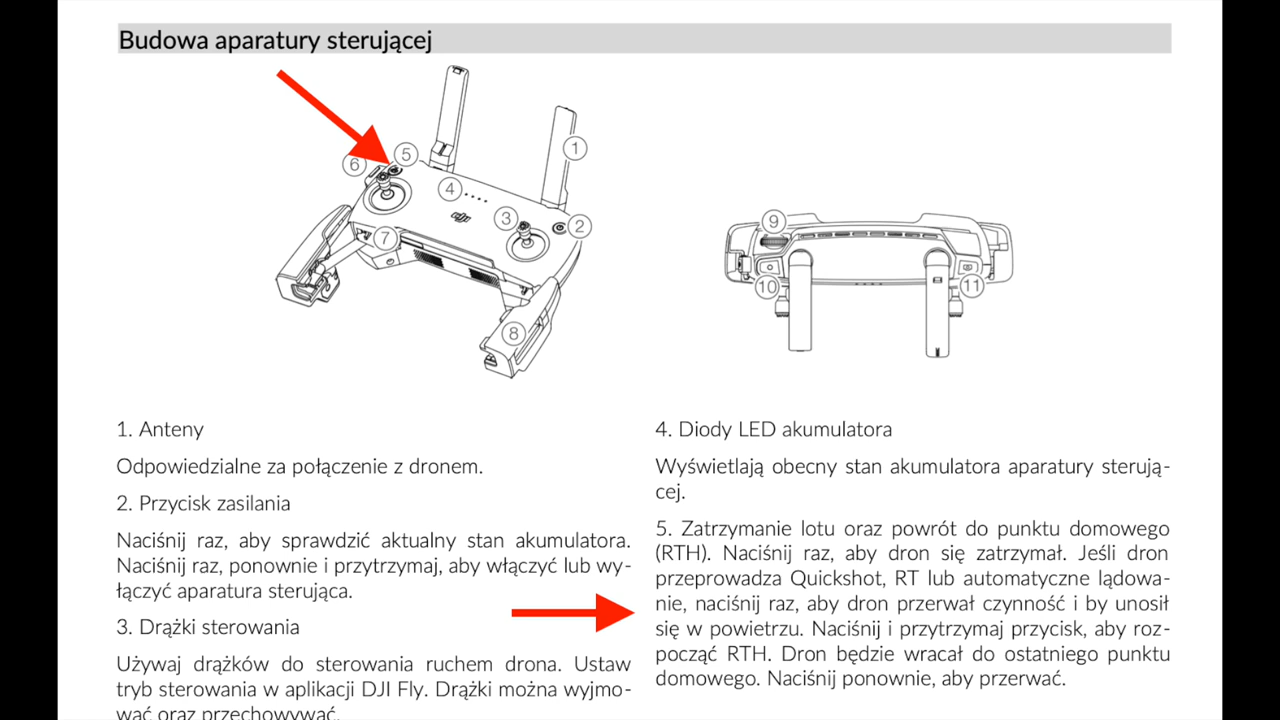 Budowa aparatury sterującej
1
5
6
4
3
2
7
8
9
10
11
1. Anteny
Odpowiedzialne za połączenie z dronem.
2. Przycisk zasilania
Naciśnij raz, aby sprawdzić aktualny stan akumulatora.
Naciśnij raz, ponownie i przytrzymaj, aby włączyć lub wy-
łączyć aparatura sterująca.
3. Drążki sterowania
Używaj drążków do sterowania ruchem drona. Ustaw
tryb sterowania w aplikacji DJI Fly. Drążki można wyjmo-
wać oraz przechowywać.
4. Diody LED akumulatora
Wyświetlają obecny stan akumulatora aparatury sterują-
cej.
5. Zatrzymanie lotu oraz powrót do punktu domowego
(RTH). Naciśnij raz, aby dron się zatrzymał. Jeśli dron
przeprowadza Quickshot, RT lub automatyczne lądowa-
nie, naciśnij raz, aby dron przerwał czynność i by unosił
się w powietrzu. Naciśnij i przytrzymaj przycisk, aby roz-
począć RTH. Dron będzie wracał do ostatniego punktu
domowego. Naciśnij ponownie, aby przerwać.